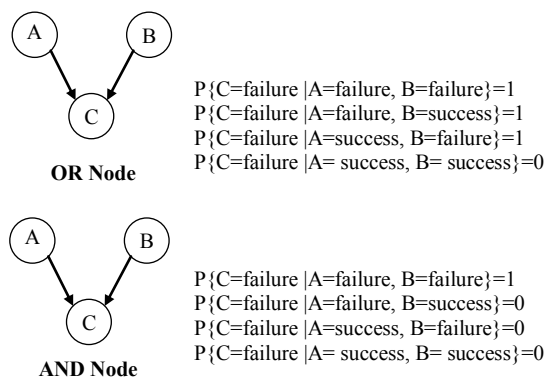 A
B
C
P{C=failure |A=failure, B=failure}=1
P{C=failure |A=failure, B=success}=1
P{C=failure |A=success, B=failure}=1
P{C=failure |A= success, B= success}=0
OR Node
A
B
C
P{C=failure |A=failure, B=failure}=1
P{C=failure |A=failure, B=success}=0
P{C=failure |A=success, B=failure}=0
P{C=failure |A= success, B= success}=0
AND Node